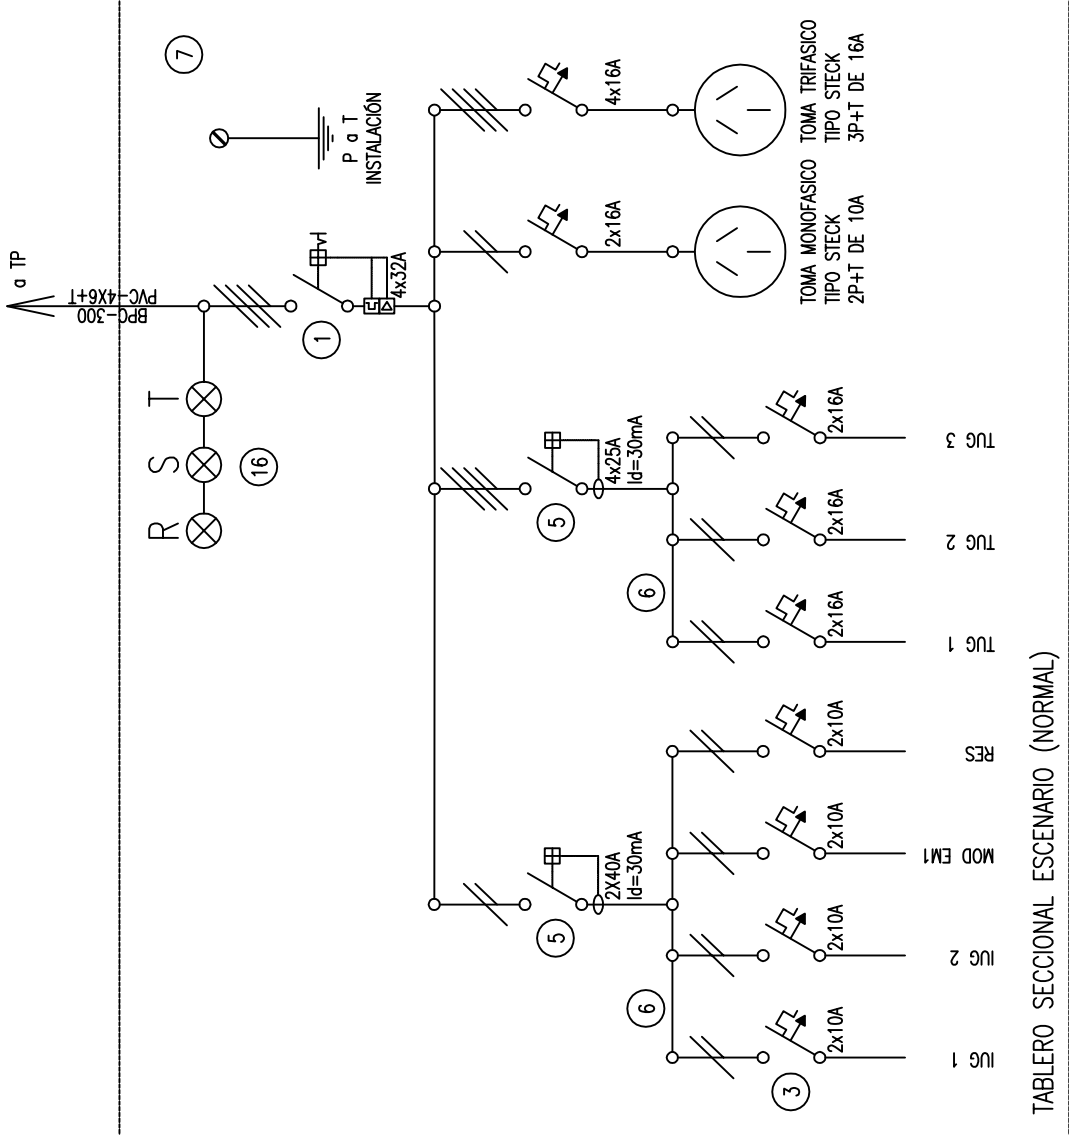 a TP
BPC-300
PVC-4X6+T
R
S
T
16
1
4x32A
7
P a T
INSTALACIÓN
5
2X40A
Id=30mA
5
4x25A
Id=30mA
2x16A
4x16A
TOMA MONOFASICO
TIPO STECK
2P+T DE 10A
TOMA TRIFASICO
TIPO STECK
3P+T DE 16A
6
6
3
2x10A
2x10A
2x10A
2x10A
2x16A
2x16A
2x16A
IUG 1
IUG 2
MOD EM1
RES
TUG 1
TUG 2
TUG 3
TABLERO SECCIONAL ESCENARIO (NORMAL)